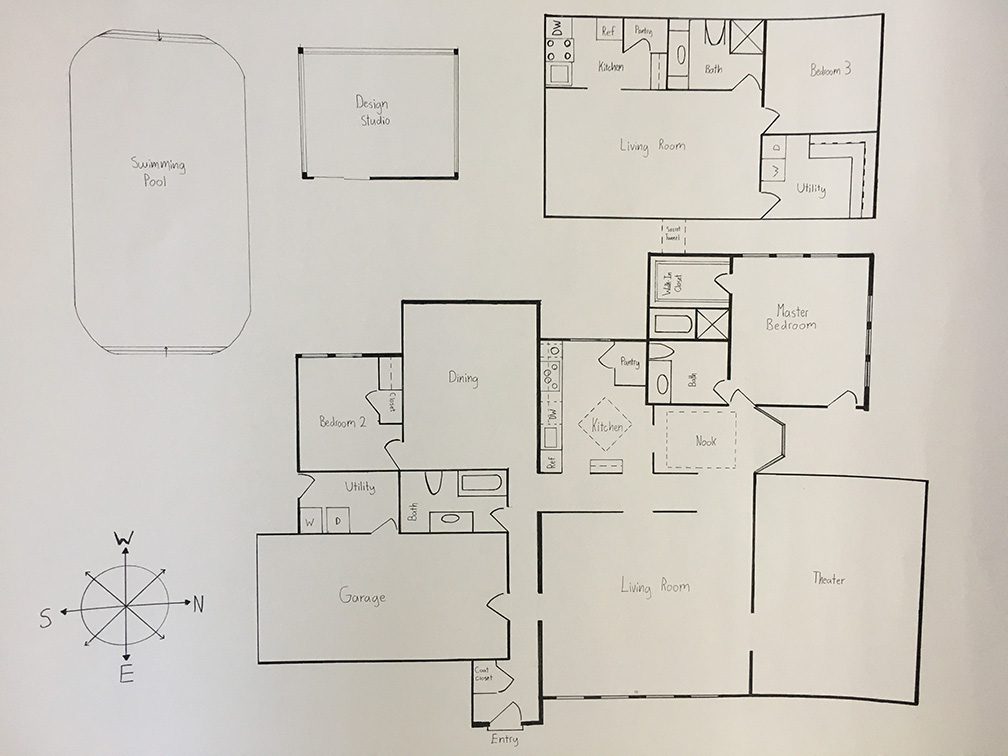 DW
Ref
Pantry
Kitchen
Bath
Bedroom 3
Design
Studio
Swimming
Pool
Living Room
D
W
Utility
Secret
Tunnel
Walk In
Closet
Master
Bedroom
Pantry
Bath
Dining
Closet
Bedroom 2
DW
Kitchen
Nook
Ref
Utility
Bath
W
D
Garage
Living Room
Theater
W
S
N
E
Coat
Closet
Entry